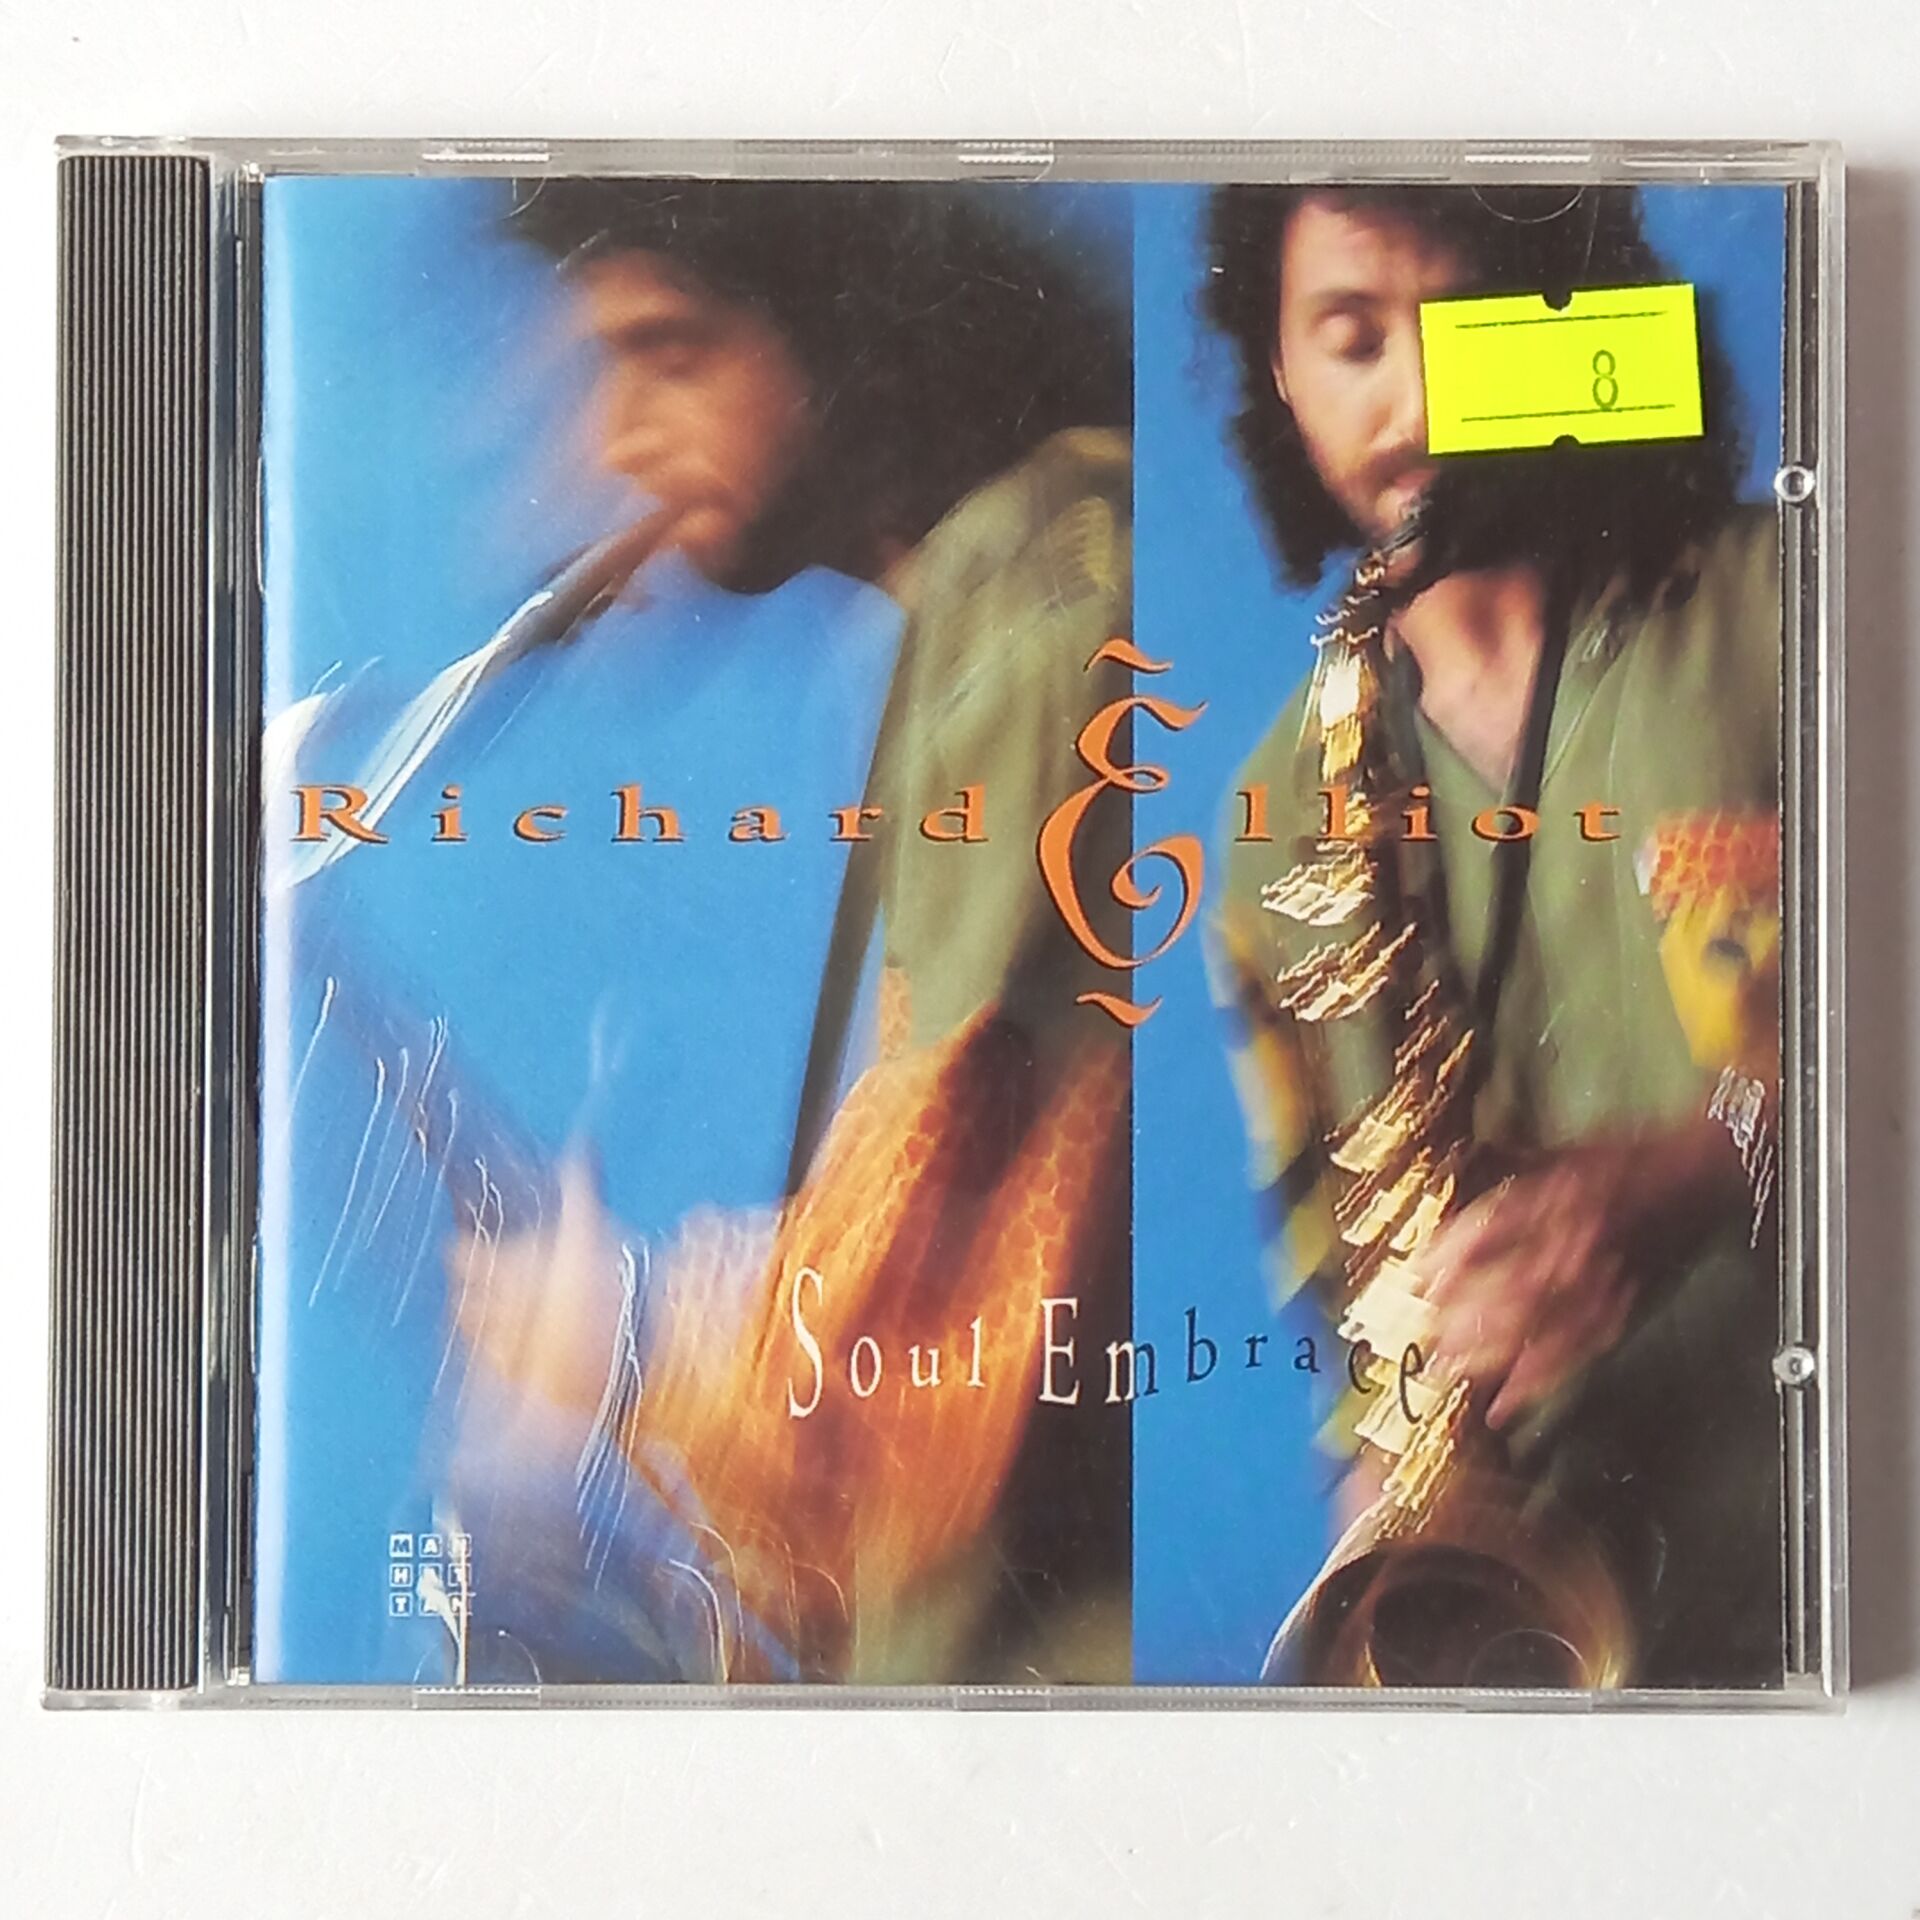 8
Richard Elliot
Soul Embrace
MAN
HAT
TAN